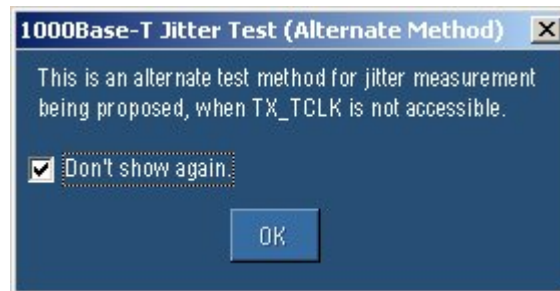 1000Base-T Jitter Test (Alternate Method)
This is an alternate test method for jitter measurement
being proposed, when TX_TCLK is not accessible.
Don't show again.
OK